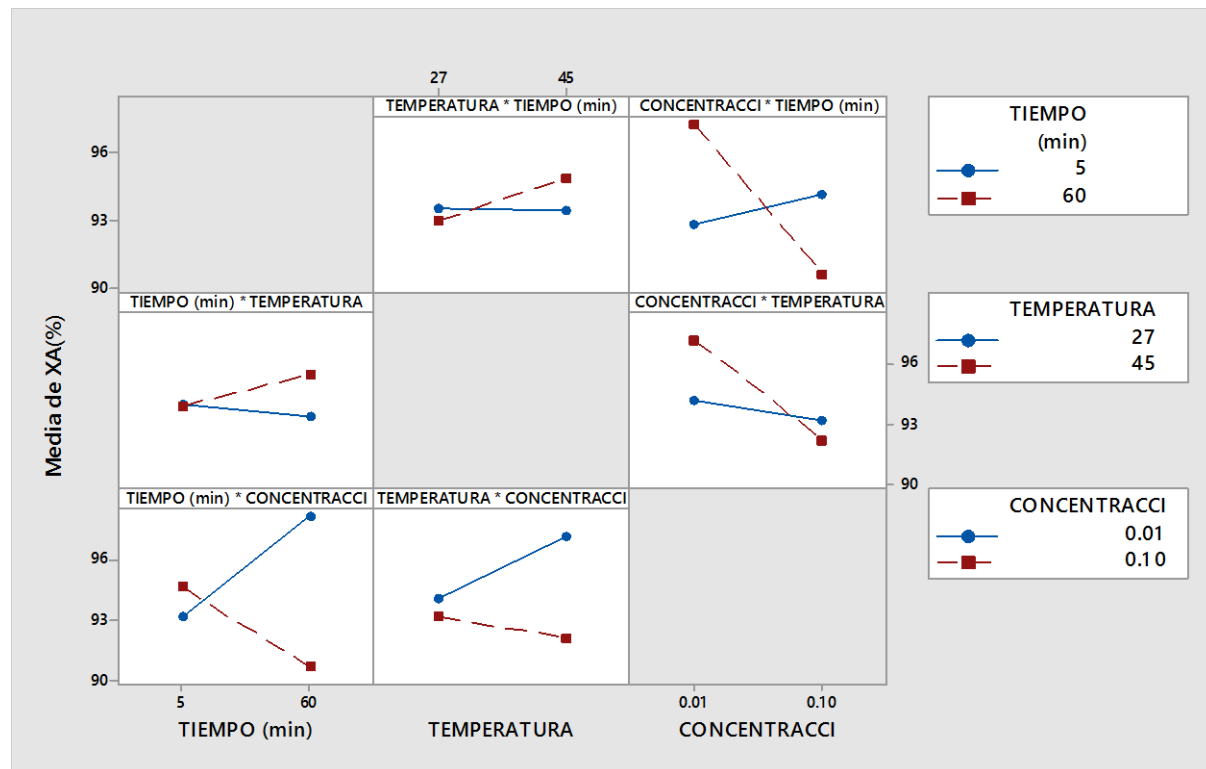 27 45
TEMPERATURA * TIEMPO (min) CONCENTRACCI * TIEMPO (min)
96
93
90
TIEMPO
(min)
5
60
TIEMPO (min) * TEMPERATURA CONCENTRACCI * TEMPERATURA
96
93
90
TEMPERATURA
27
45
Media de XA(%)
TIEMPO (min) * CONCENTRACCI TEMPERATURA * CONCENTRACCI
96
93
90
CONCENTRACCI
0.01
0.10
5 60 0.01 0.10
TIEMPO (min) TEMPERATURA CONCENTRACCI